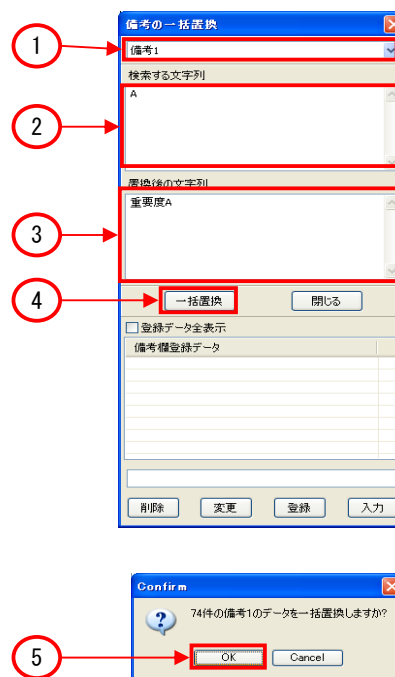 備考の一括置換
1
備考1
検索する文字列
2
A
置換後の文字列
3
重要度A
4
一括置換
閉じる
登録データ全表示
備考欄登録データ
削除
変更
登録
入力
Confirm
74件の備考1のデータを一括置換しますか?
5
OK
Cancel